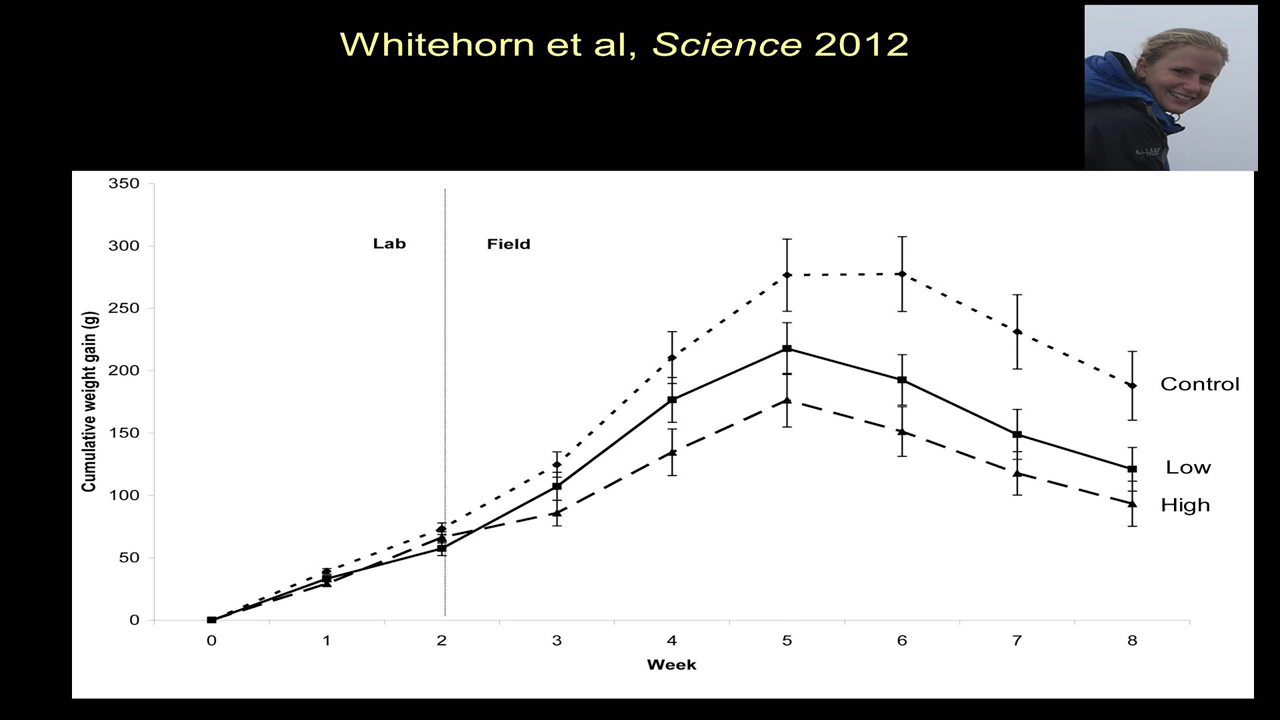 Whitehorn et al, Science 2012
350
300
250
200
150
100
50
0
Cumulative weight gain (g)
Lab
Field
Control
Low
High
0 1 2 3 4 5 6 7 8
Week